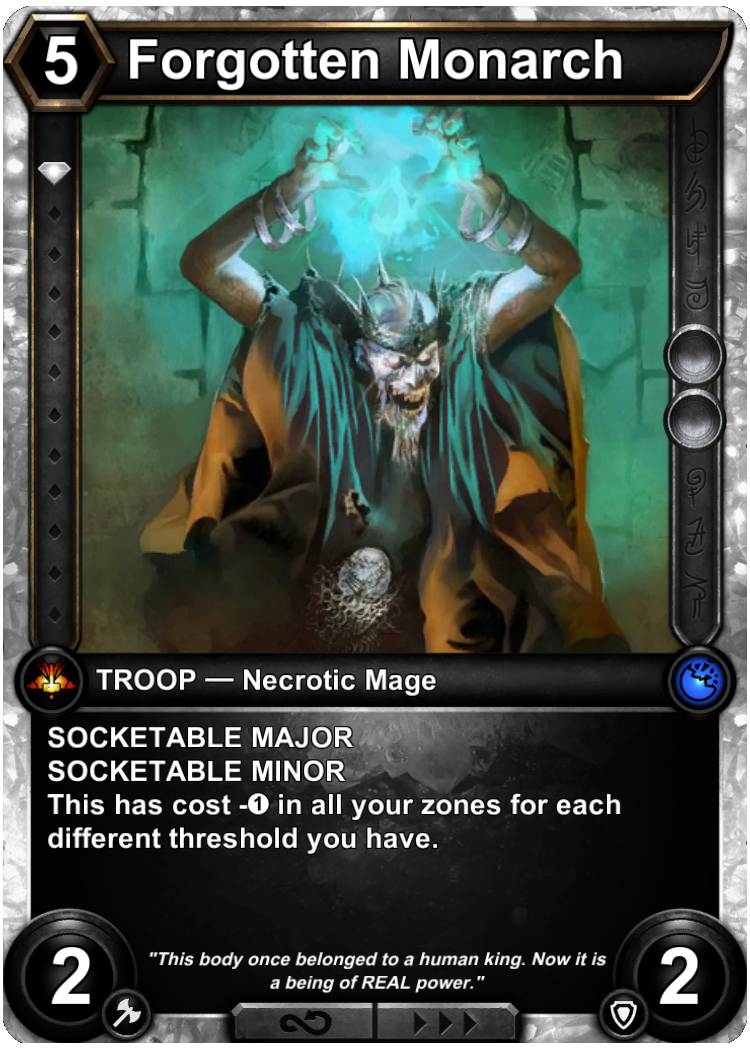 5
Forgotten Monarch
TROOP — Necrotic Mage
SOCKETABLE MAJOR
SOCKETABLE MINOR
This has cost -❶ in all your zones for each
different threshold you have.
"This body once belonged to a human king. Now it is
a being of REAL power."
2
2